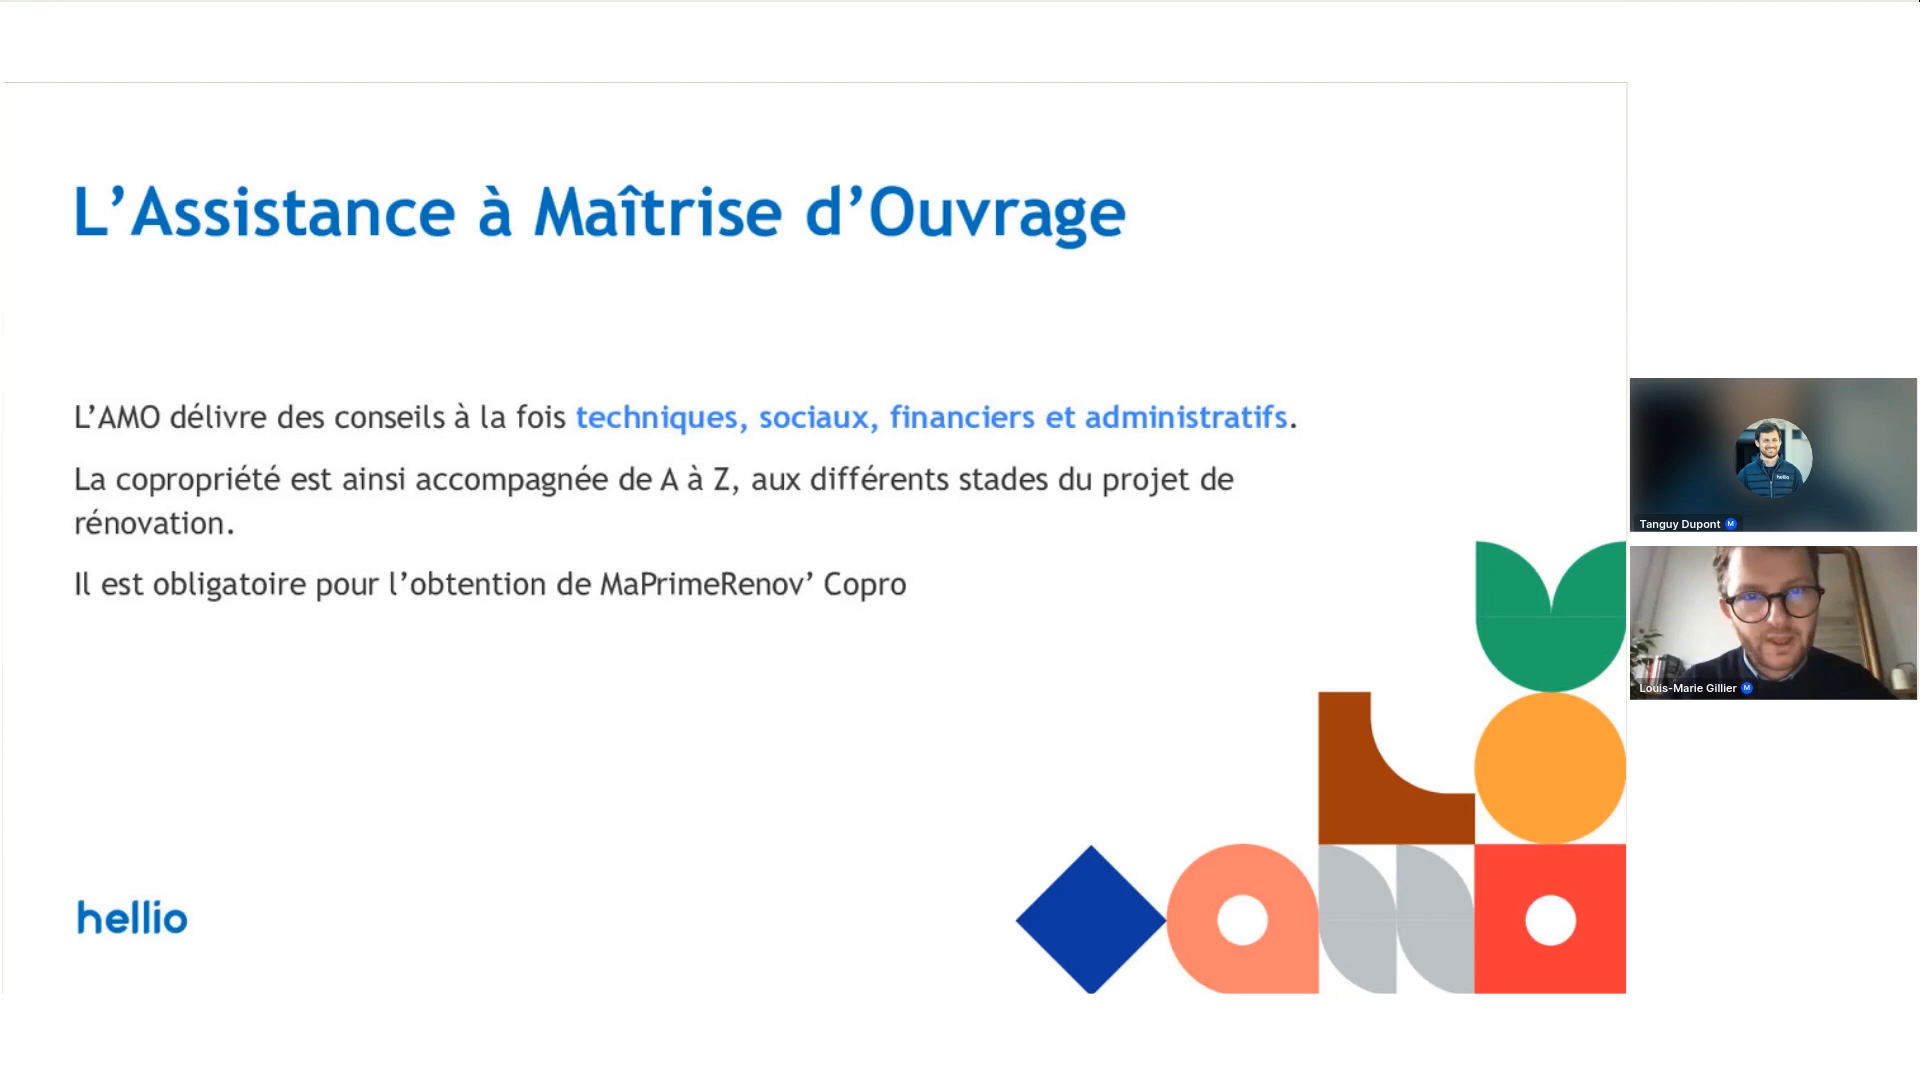 L’Assistance à Maîtrise d’Ouvrage
L’AMO délivre des conseils à la fois techniques, sociaux, financiers et administratifs.
La copropriété est ainsi accompagnée de A à Z, aux différents stades du projet de
rénovation.
Il est obligatoire pour l’obtention de MaPrimeRenov’ Copro
hellio
hellio
Tanguy Dupont M
Louis-Marie Gillier M